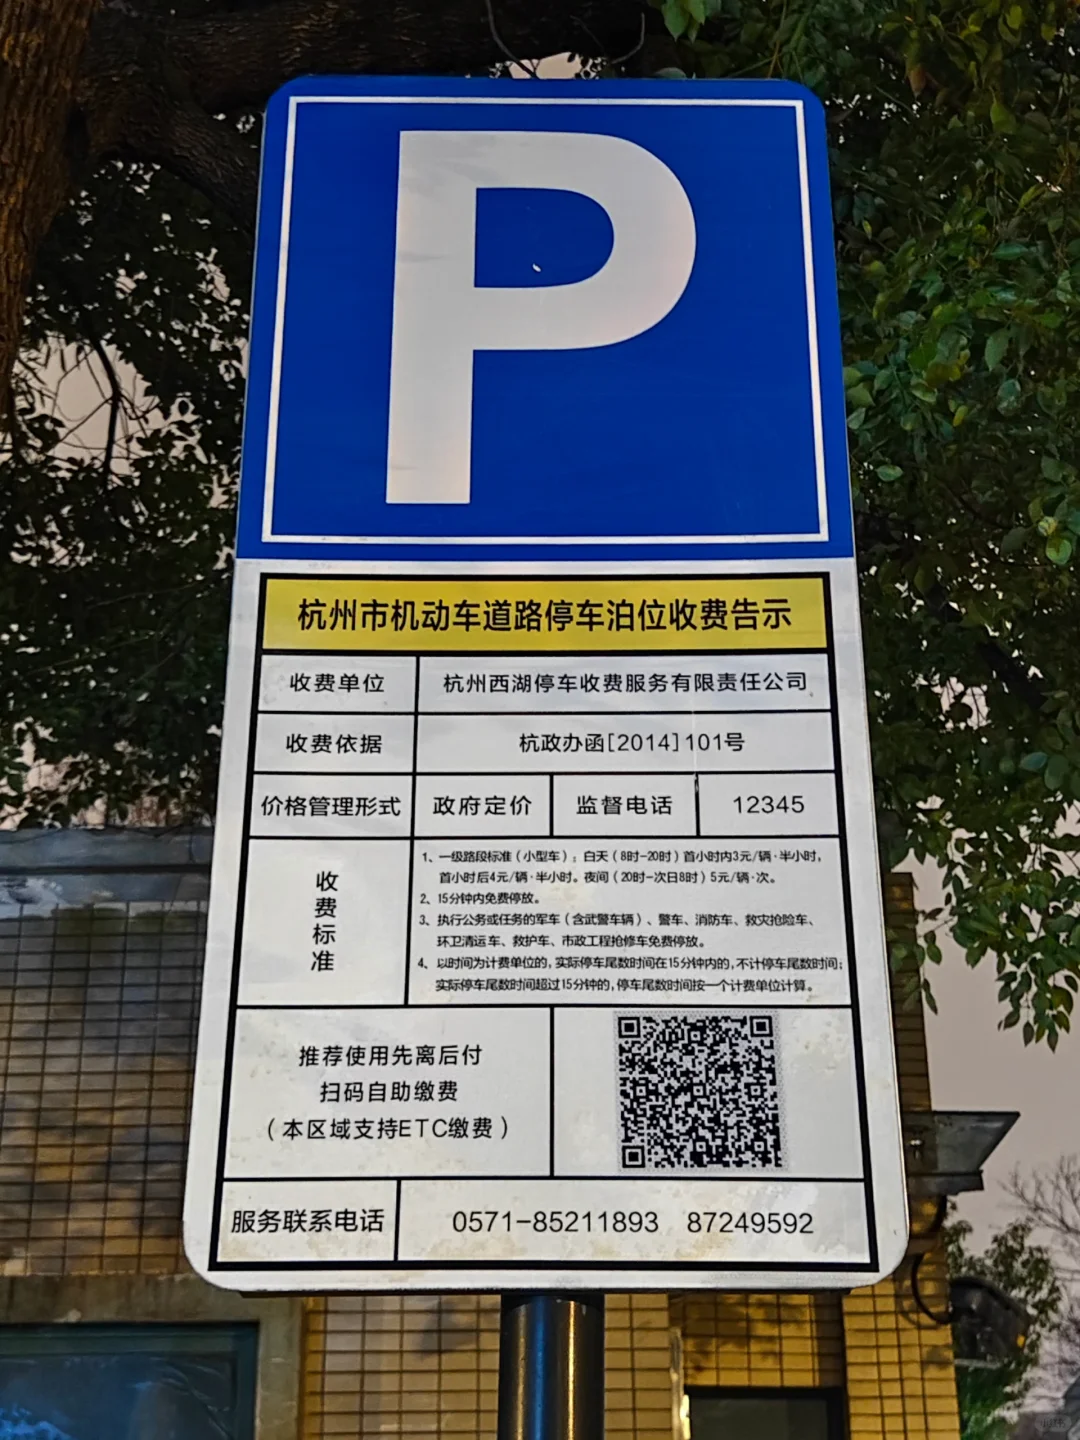 P
杭州市机动车道路停车泊位收费告示
收费单位 杭州西湖停车收费服务有限责任公司
收费依据 杭政办函[2014]101号
价格管理形式 政府定价 监督电话 12345
收费标准
1、一级路段标准（小型车）：白天（8时-20时）首小时内3元/辆·半小时，
首小时后4元/辆·半小时。夜间（20时-次日8时）5元/辆·次。
2、15分钟内免费停放。
3、执行公务或任务的军车（含武警车辆）、警车、消防车、救灾抢险车、
环卫清运车、救护车、市政工程抢修车免费停放。
4、以时间为计费单位的，实际停车尾数时间在15分钟内的，不计停车尾数时间；
实际停车尾数时间超过15分钟的，停车尾数时间按一个计费单位计算。
推荐使用先离后付
扫码自助缴费
（本区域支持ETC缴费）
服务联系电话 0571-85211893 87249592